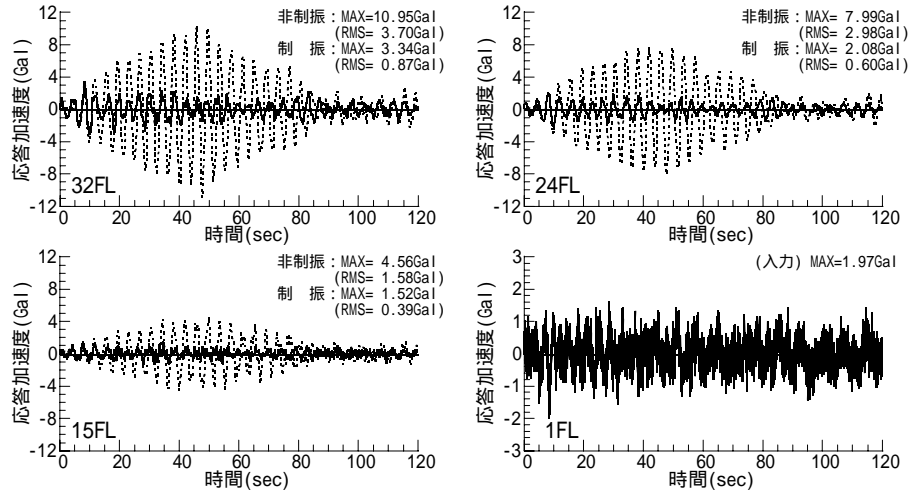 12
8
4
0
-4
-8
-12
応答加速度(Gal)
非制振：MAX=10.95Gal
(RMS= 3.70Gal)
制　振：MAX= 3.34Gal
(RMS= 0.87Gal)
32FL
0 20 40 60 80 100 120
時間(sec)
12
8
4
0
-4
-8
-12
応答加速度(Gal)
非制振：MAX= 7.99Gal
(RMS= 2.98Gal)
制　振：MAX= 2.08Gal
(RMS= 0.60Gal)
24FL
0 20 40 60 80 100 120
時間(sec)
12
8
4
0
-4
-8
-12
応答加速度(Gal)
非制振：MAX= 4.56Gal
(RMS= 1.58Gal)
制　振：MAX= 1.52Gal
(RMS= 0.39Gal)
15FL
0 20 40 60 80 100 120
時間(sec)
3
2
1
0
-1
-2
-3
応答加速度(Gal)
(入力) MAX=1.97Gal
1FL
0 20 40 60 80 100 120
時間(sec)